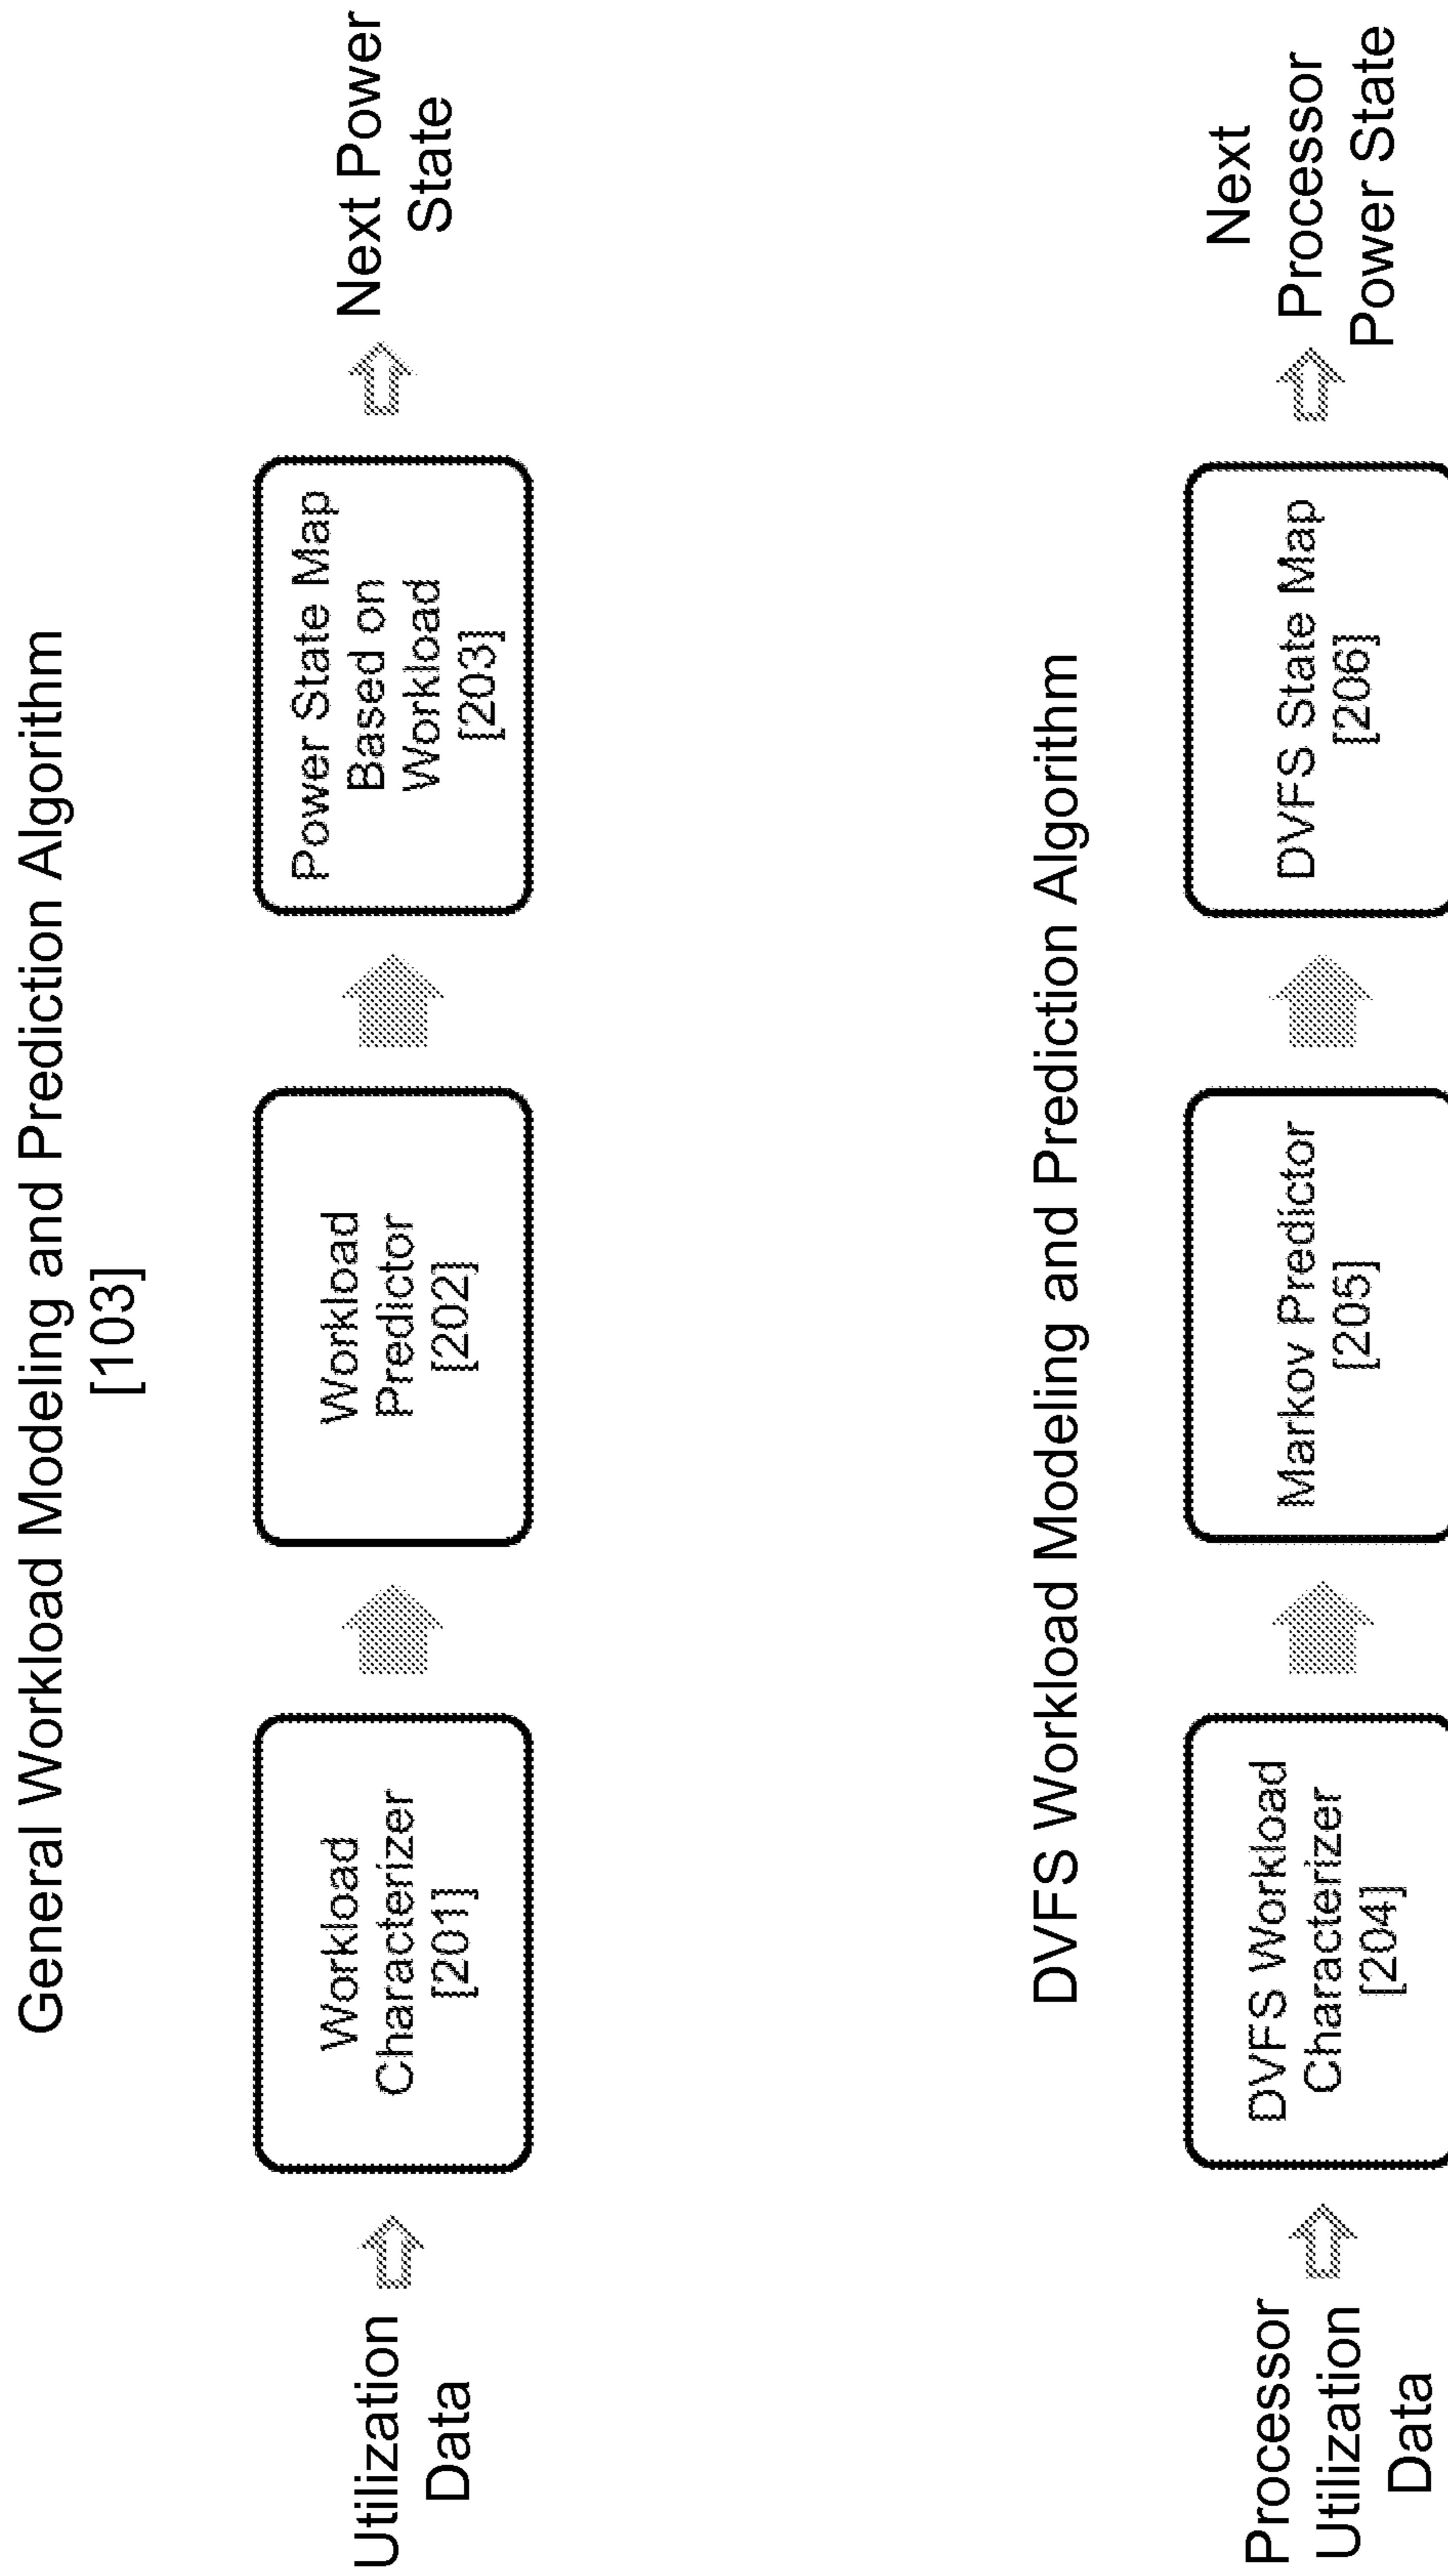 General Workload Modeling and Prediction Algorithm
[103]
Utilization
Data
Workload
Characterizer
[201]
Workload
Predictor
[202]
Power State Map
Based on
Workload
[203]
Next Power
State
DVFS Workload Modeling and Prediction Algorithm
Processor
Utilization
Data
DVFS Workload
Characterizer
[204]
Markov Predictor
[205]
DVFS State Map
[206]
Next
Processor
Power State